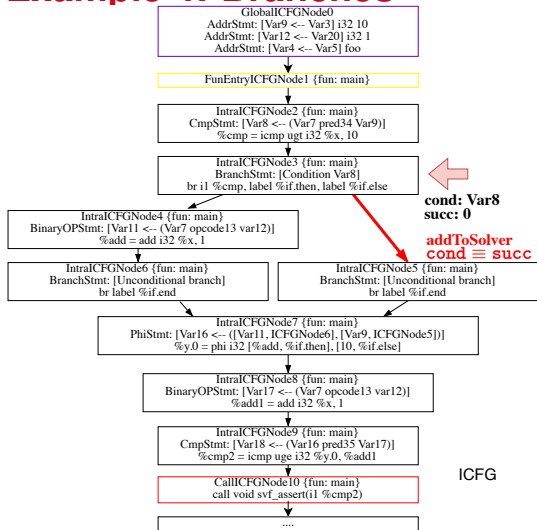 GlobalICFGNode0
AddrStmt: [Var9 <-- Var3] i32 10
AddrStmt: [Var12 <-- Var20] i32 1
AddrStmt: [Var4 <-- Var5] foo
FunEntryICFGNode1 {fun: main}
IntraICFGNode2 {fun: main}
CmpStmt: [Var8 <-- (Var7 pred34 Var9)]
%cmp = icmp ugt i32 %x, 10
IntraICFGNode3 {fun: main}
BranchStmt: [Condition Var8]
br i1 %cmp, label %if.then, label %if.else
cond: Var8
succ: 0
addToSolver
cond ≡ succ
IntraICFGNode4 {fun: main}
BinaryOPStmt: [Var11 <-- (Var7 opcode13 var12)]
%add = add i32 %x, 1
IntraICFGNode6 {fun: main}
BranchStmt: [Unconditional branch]
br label %if.end
IntraICFGNode5 {fun: main}
BranchStmt: [Unconditional branch]
br label %if.end
IntraICFGNode7 {fun: main}
PhiStmt: [Var16 <-- ([Var11, ICFGNode6], [Var9, ICFGNode5])]
%y.0 = phi i32 [%add, %if.then], [10, %if.else]
IntraICFGNode8 {fun: main}
BinaryOPStmt: [Var17 <-- (Var7 opcode13 var12)]
%add1 = add i32 %x, 1
IntraICFGNode9 {fun: main}
CmpStmt: [Var18 <-- (Var16 pred35 Var17)]
%cmp2 = icmp uge i32 %y.0, %add1
ICFG
CallICFGNode10 {fun: main}
call void svf_assert(i1 %cmp2)
....